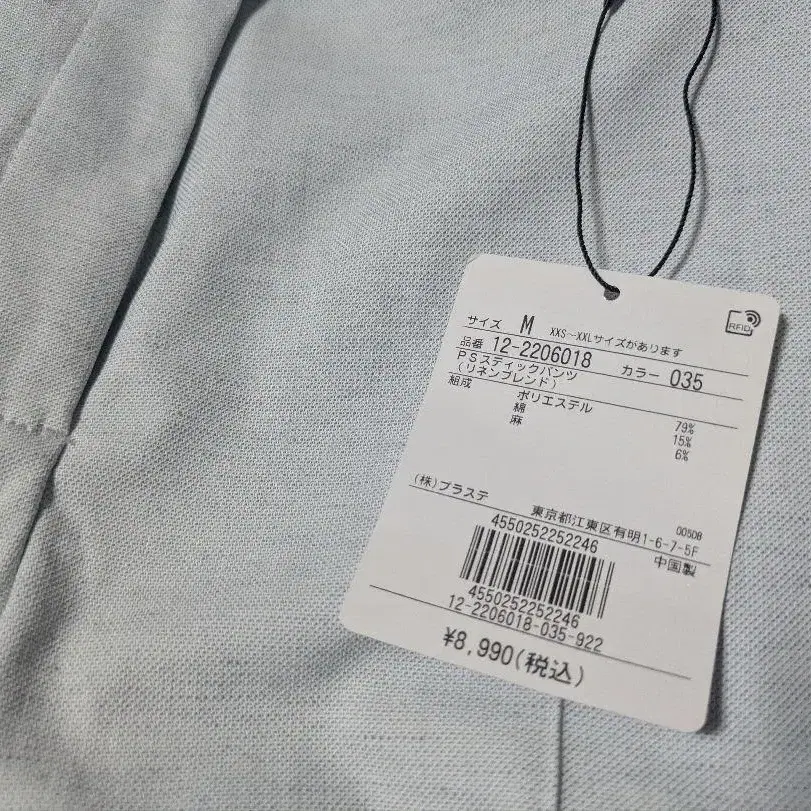 RFID
サイズ M XXS～XXLサイズがあります
品番 12-2206018 カラー 035
PSスティックパンツ
(リネンブレンド)
組成 ポリエステル 79%
綿 15%
麻 6%
(株)プラステ
東京都江東区有明1-6-7-5F
00508
中国製
4550252252246
4550252252246
12-2206018-035-922
¥8,990(税込)